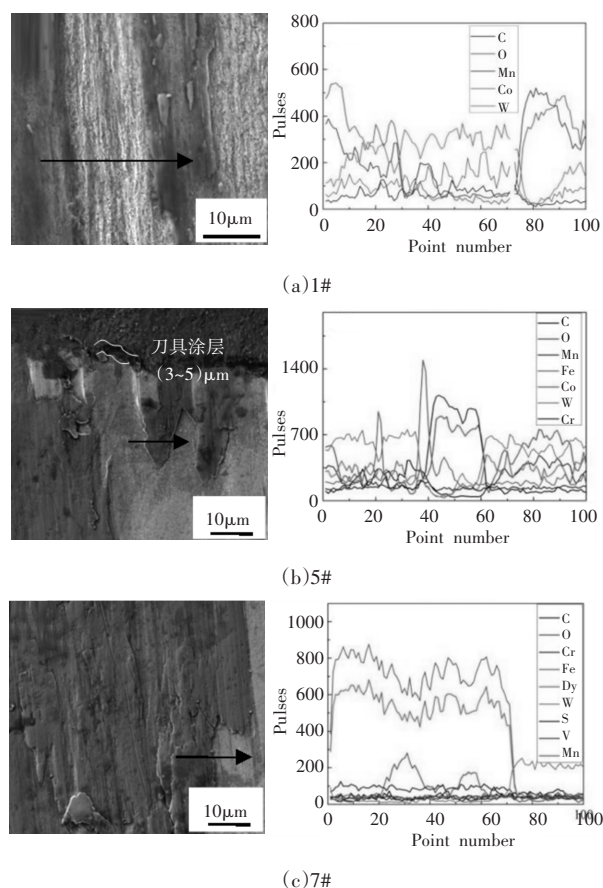 800
600
400
200
0
Pulses
C
O
Mn
Co
W
0 20 40 60 80 100
Point number
10μm
(a)1#
刀具涂层
(3~5)μm
10μm
1400
700
0
Pulses
C
O
Mn
Fe
Co
W
Cr
0 20 40 60 80 100
Point number
(b)5#
10μm
1000
800
600
400
200
0
Pulses
C
O
Cr
Fe
Dy
W
S
V
Mn
0 20 40 60 80 100
Point number
(c)7#